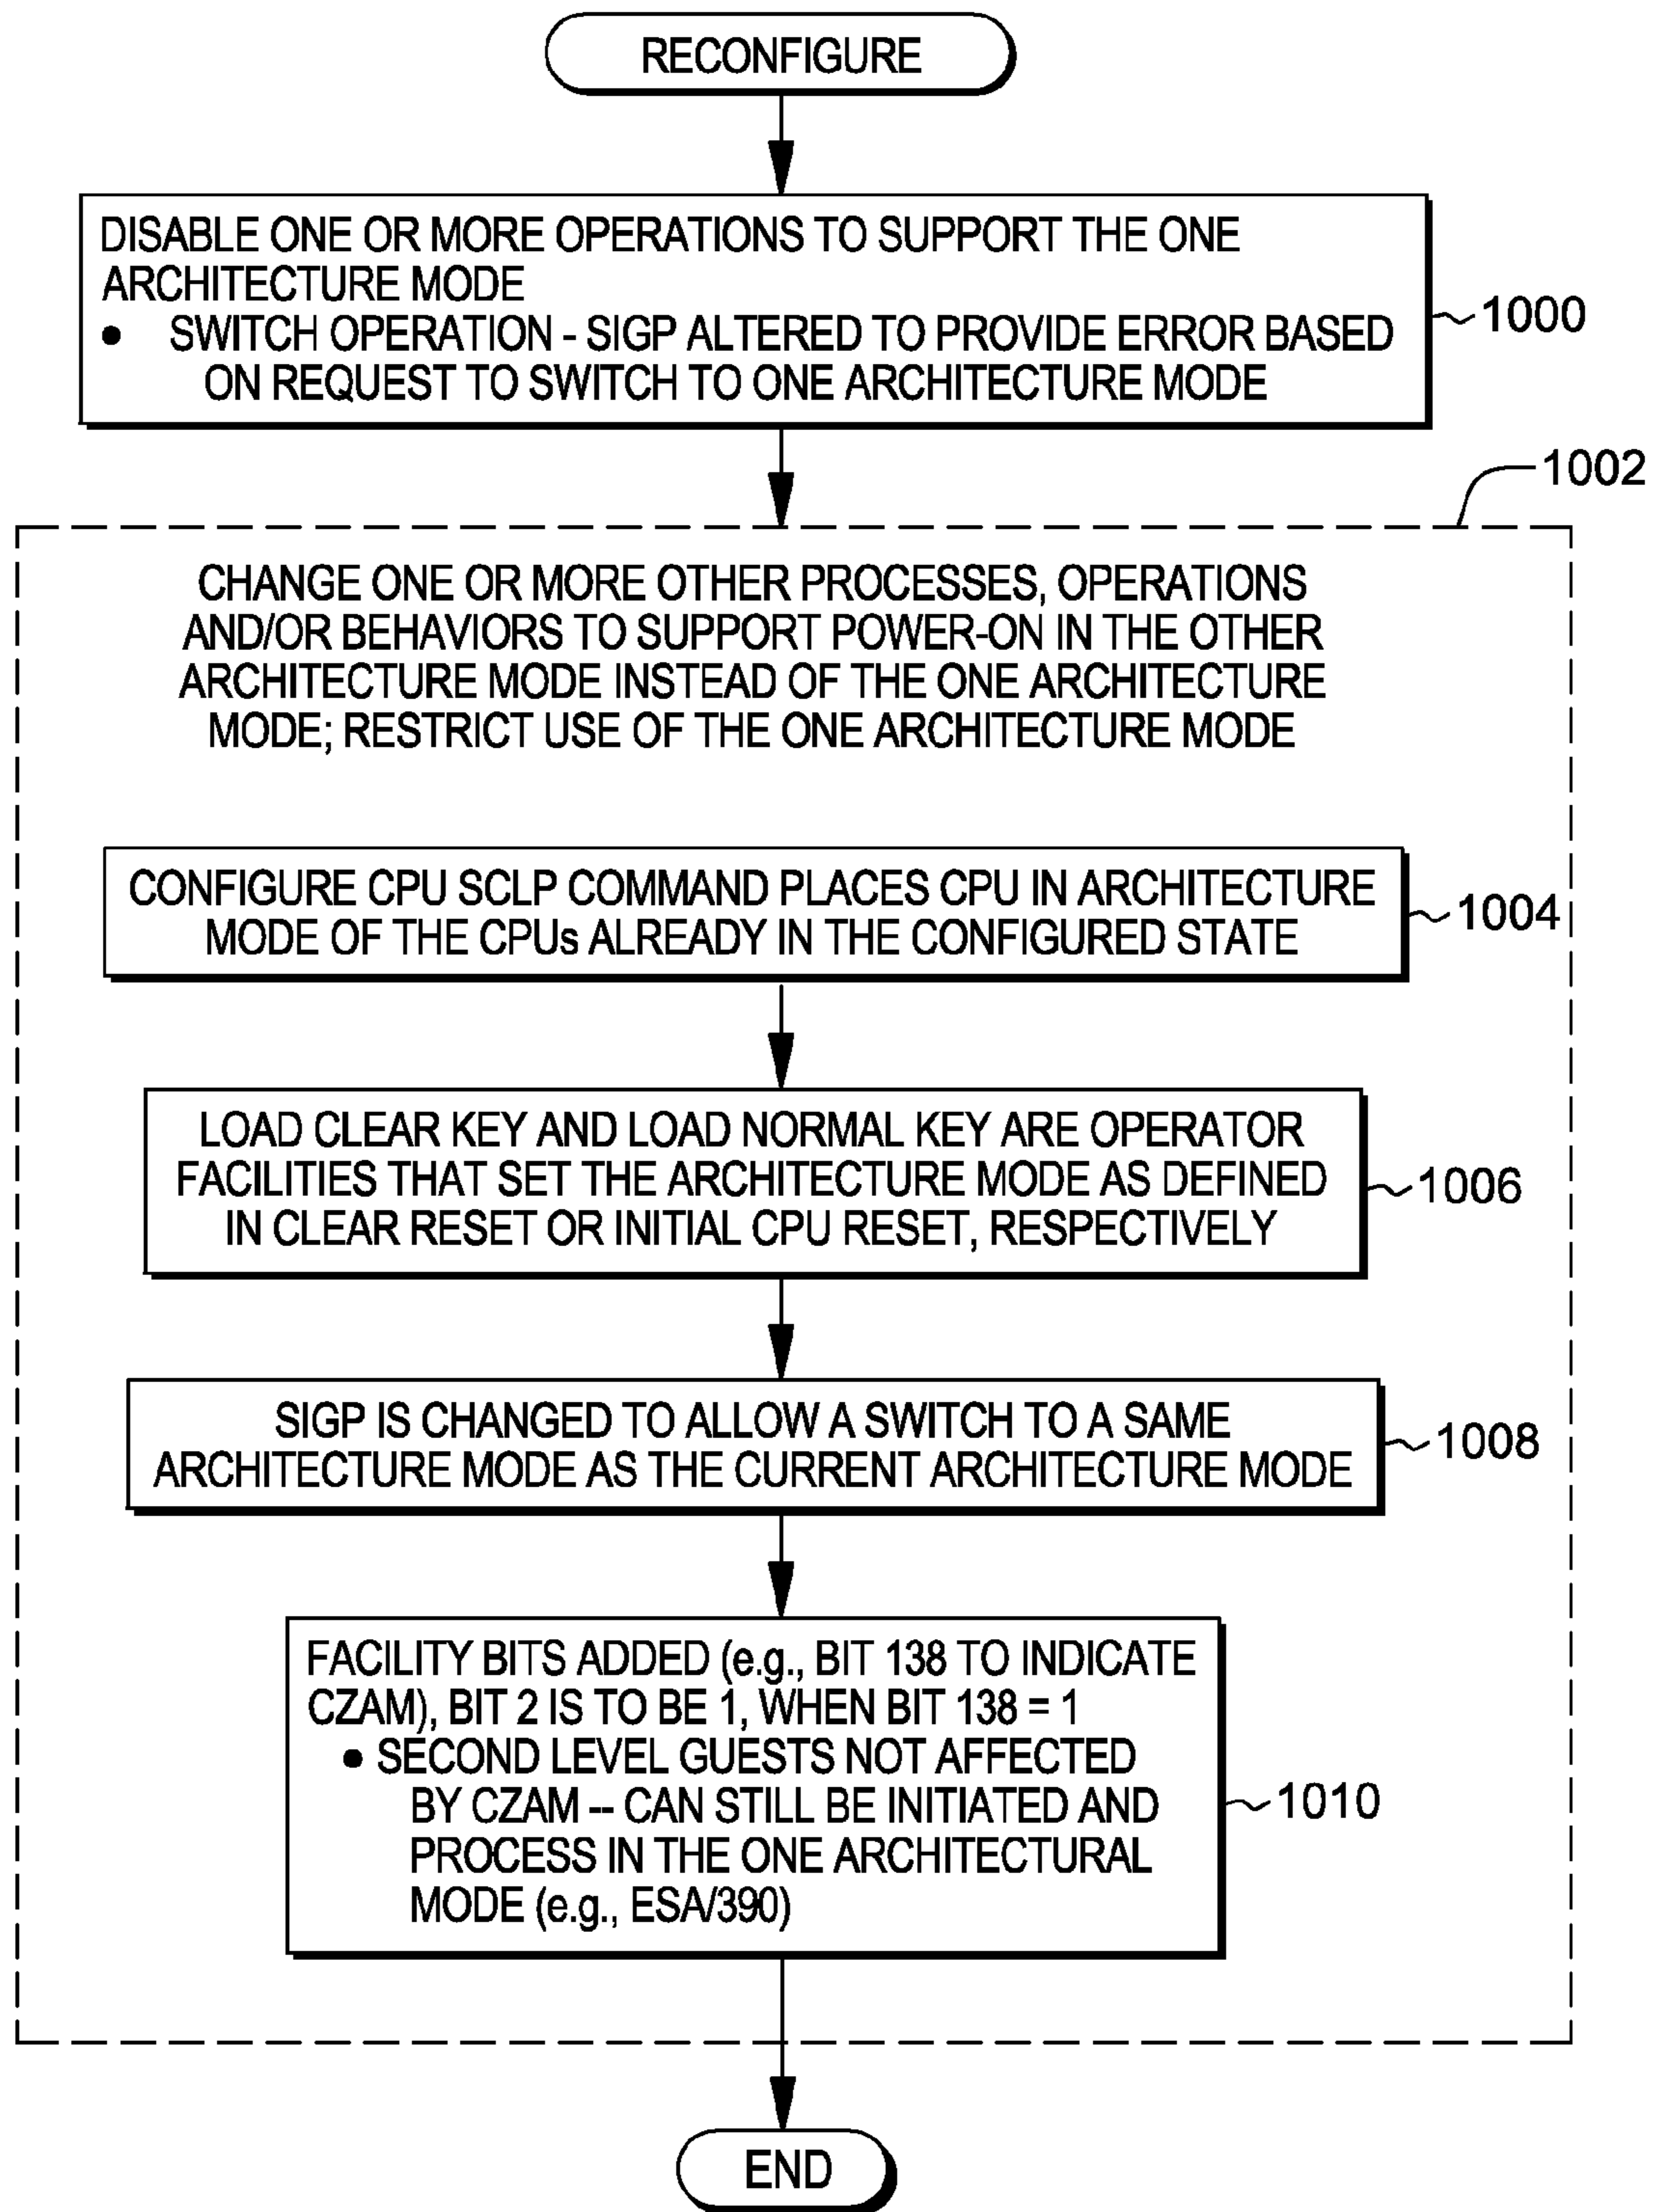 RECONFIGURE
DISABLE ONE OR MORE OPERATIONS TO SUPPORT THE ONE
ARCHITECTURE MODE
• SWITCH OPERATION - SIGP ALTERED TO PROVIDE ERROR BASED
ON REQUEST TO SWITCH TO ONE ARCHITECTURE MODE
1000
1002
CHANGE ONE OR MORE OTHER PROCESSES, OPERATIONS
AND/OR BEHAVIORS TO SUPPORT POWER-ON IN THE OTHER
ARCHITECTURE MODE INSTEAD OF THE ONE ARCHITECTURE
MODE; RESTRICT USE OF THE ONE ARCHITECTURE MODE
CONFIGURE CPU SCLP COMMAND PLACES CPU IN ARCHITECTURE
MODE OF THE CPUs ALREADY IN THE CONFIGURED STATE
1004
LOAD CLEAR KEY AND LOAD NORMAL KEY ARE OPERATOR
FACILITIES THAT SET THE ARCHITECTURE MODE AS DEFINED
IN CLEAR RESET OR INITIAL CPU RESET, RESPECTIVELY
1006
SIGP IS CHANGED TO ALLOW A SWITCH TO A SAME
ARCHITECTURE MODE AS THE CURRENT ARCHITECTURE MODE
1008
FACILITY BITS ADDED (e.g., BIT 138 TO INDICATE
CZAM), BIT 2 IS TO BE 1, WHEN BIT 138 = 1
• SECOND LEVEL GUESTS NOT AFFECTED
BY CZAM -- CAN STILL BE INITIATED AND
PROCESS IN THE ONE ARCHITECTURAL
MODE (e.g., ESA/390)
1010
END